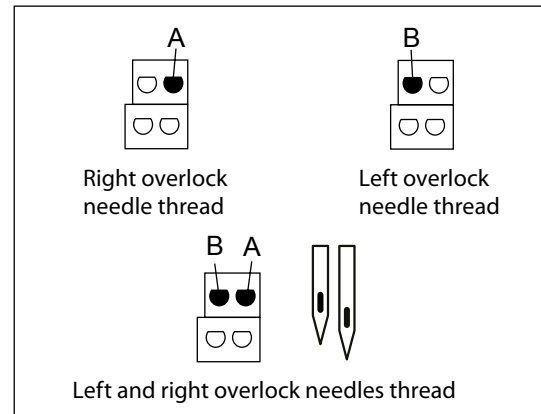 A
B
Right overlock
needle thread
Left overlock
needle thread
B A
Left and right overlock needles thread